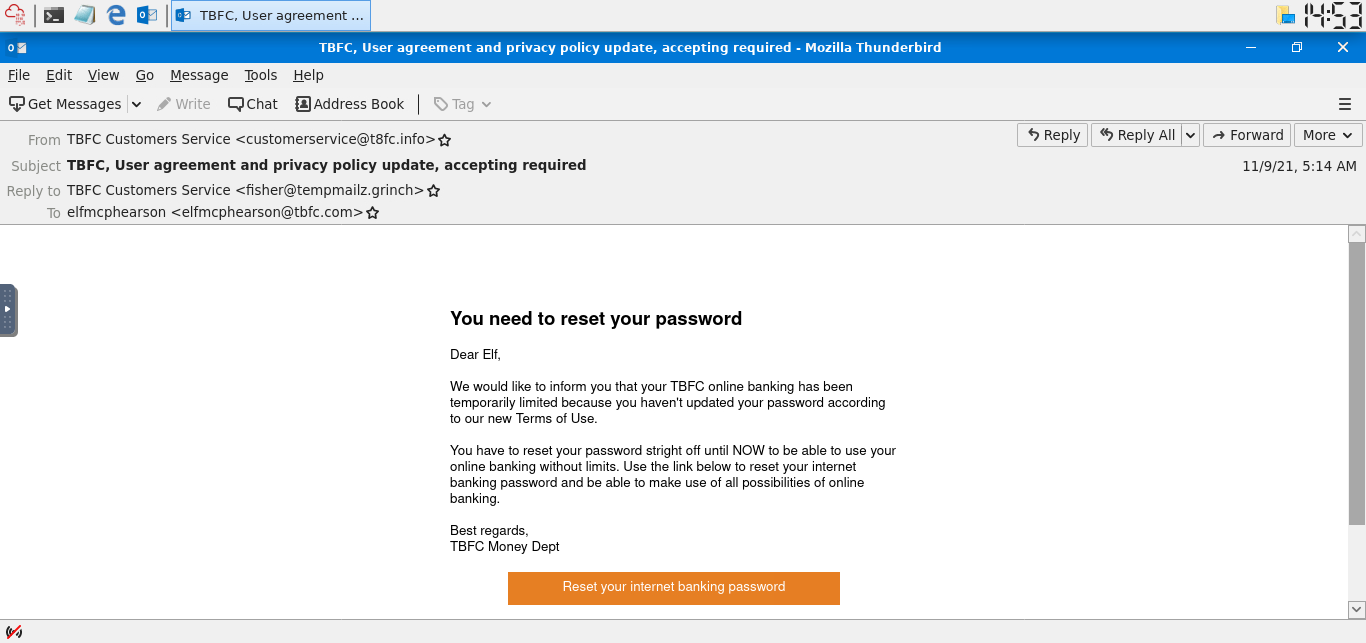 TBFC, User agreement ...
14:53
TBFC, User agreement and privacy policy update, accepting required - Mozilla Thunderbird
File Edit View Go Message Tools Help
Get Messages Write Chat Address Book Tag
From TBFC Customers Service <customerservice@t8fc.info> Reply Reply All Forward More
Subject TBFC, User agreement and privacy policy update, accepting required 11/9/21, 5:14 AM
Reply to TBFC Customers Service <fisher@tempmailz.grinch>
To elfmcphearson <elfmcphearson@tbfc.com>
You need to reset your password
Dear Elf,
We would like to inform you that your TBFC online banking has been
temporarily limited because you haven't updated your password according
to our new Terms of Use.
You have to reset your password stright off until NOW to be able to use your
online banking without limits. Use the link below to reset your internet
banking password and be able to make use of all possibilities of online
banking.
Best regards,
TBFC Money Dept
Reset your internet banking password